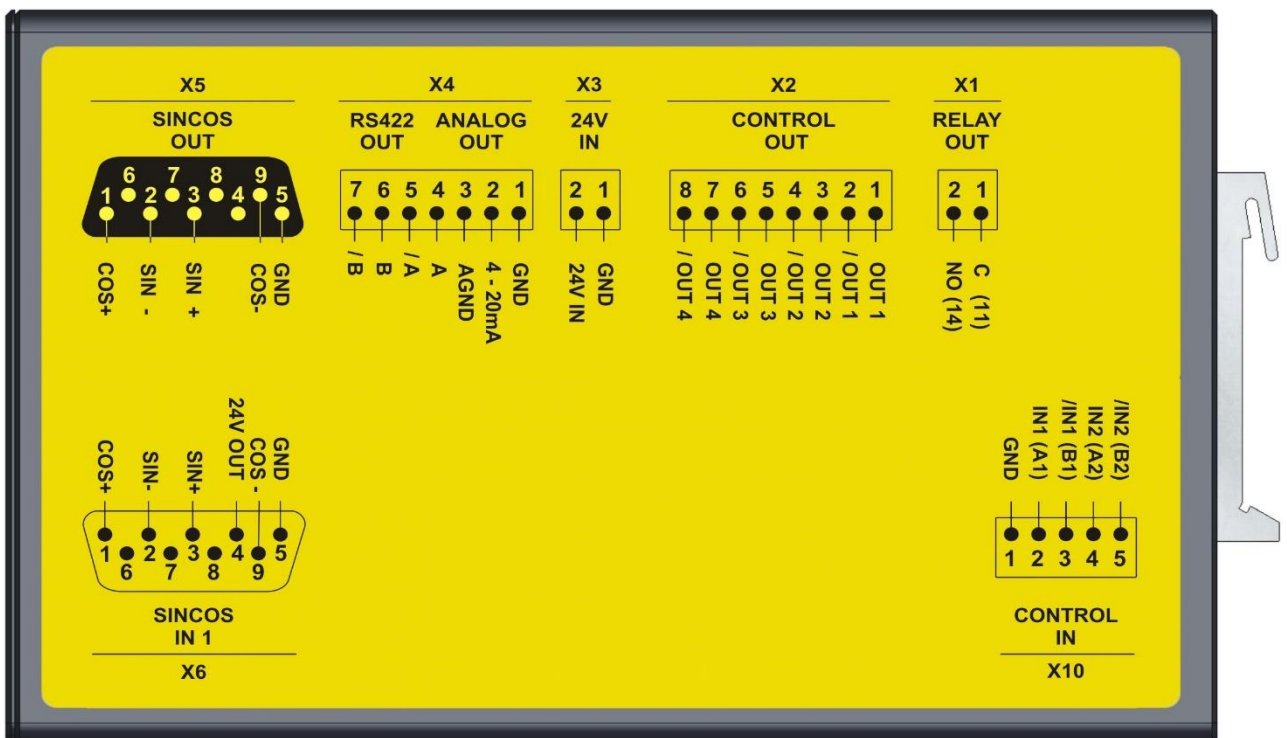 X5
SINCOS
OUT
6 7 8 9
1 2 3 4 5
COS+
SIN -
SIN +
COS-
GND
X4
RS422 OUT
ANALOG OUT
7 6 5 4 3 2 1
/ B
B
/ A
A
AGND
4 - 20mA
GND
X3
24V
IN
2 1
24V IN
GND
X2
CONTROL
OUT
8 7 6 5 4 3 2 1
/ OUT 4
OUT 4
/ OUT 3
OUT 3
/ OUT 2
OUT 2
/ OUT 1
OUT 1
X1
RELAY
OUT
2 1
NO (14)
C (11)
COS+
SIN-
SIN+
24V OUT
COS -
GND
1 2 3 4 5
6 7 8 9
SINCOS
IN 1
X6
GND
IN1 (A1)
/IN1 (B1)
IN2 (A2)
/IN2 (B2)
1 2 3 4 5
CONTROL
IN
X10